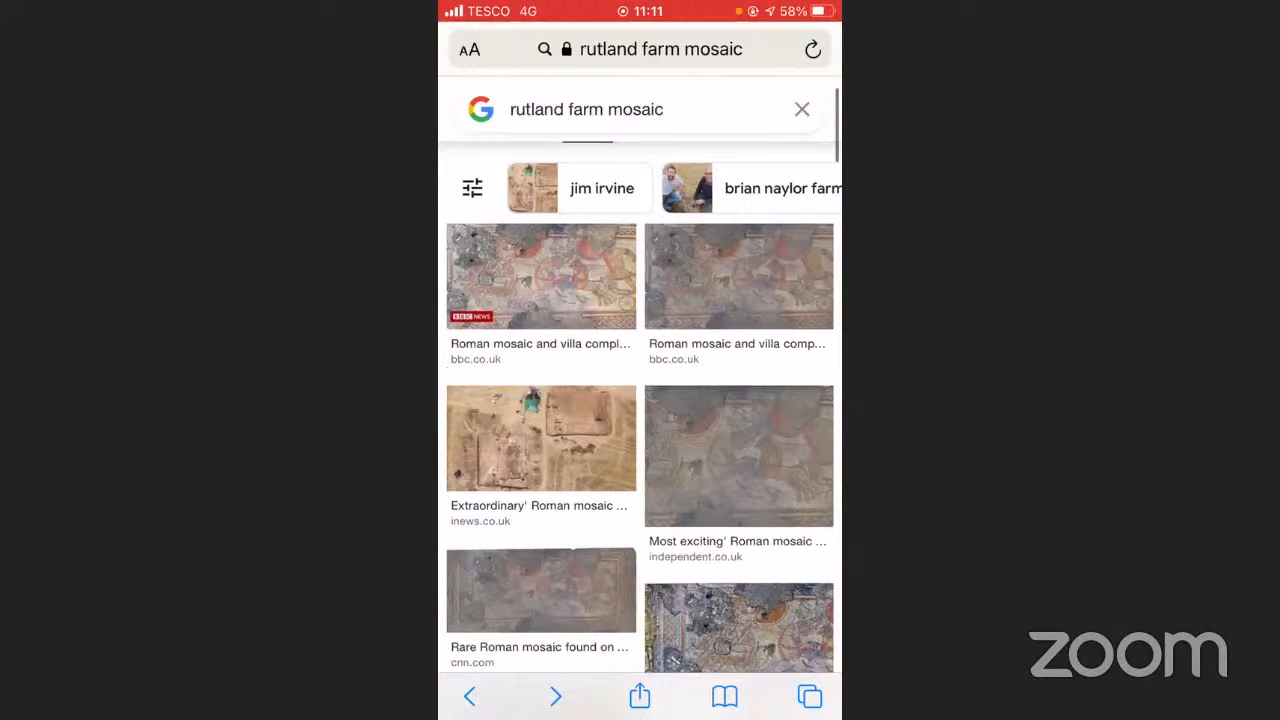 TESCO 4G 11:11 58%
AA rutland farm mosaic
rutland farm mosaic
jim irvine
brian naylor farm
BBC NEWS
Roman mosaic and villa compl...
bbc.co.uk
Roman mosaic and villa comp...
bbc.co.uk
Extraordinary' Roman mosaic ...
inews.co.uk
Most exciting' Roman mosaic ...
independent.co.uk
Rare Roman mosaic found on ...
cnn.com
zoom